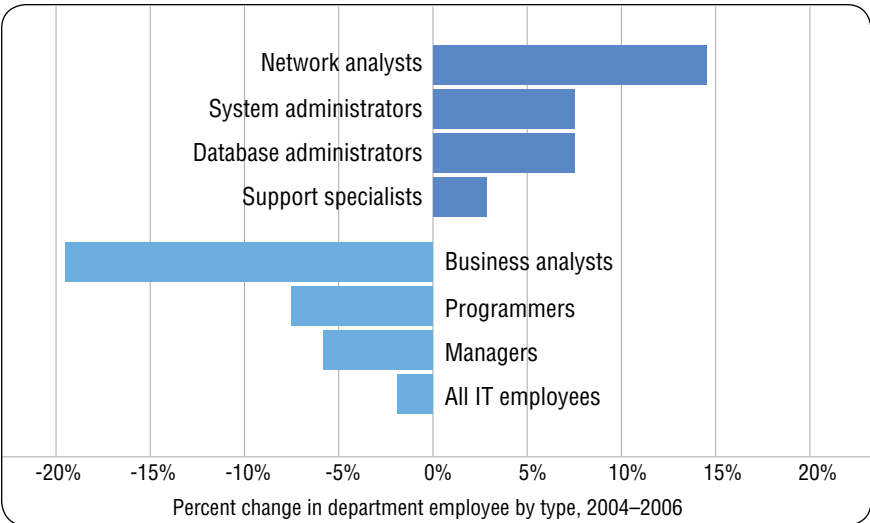 Network analysts
System administrators
Database administrators
Support specialists
Business analysts
Programmers
Managers
All IT employees
-20% -15% -10% -5% 0% 5% 10% 15% 20%
Percent change in department employee by type, 2004–2006